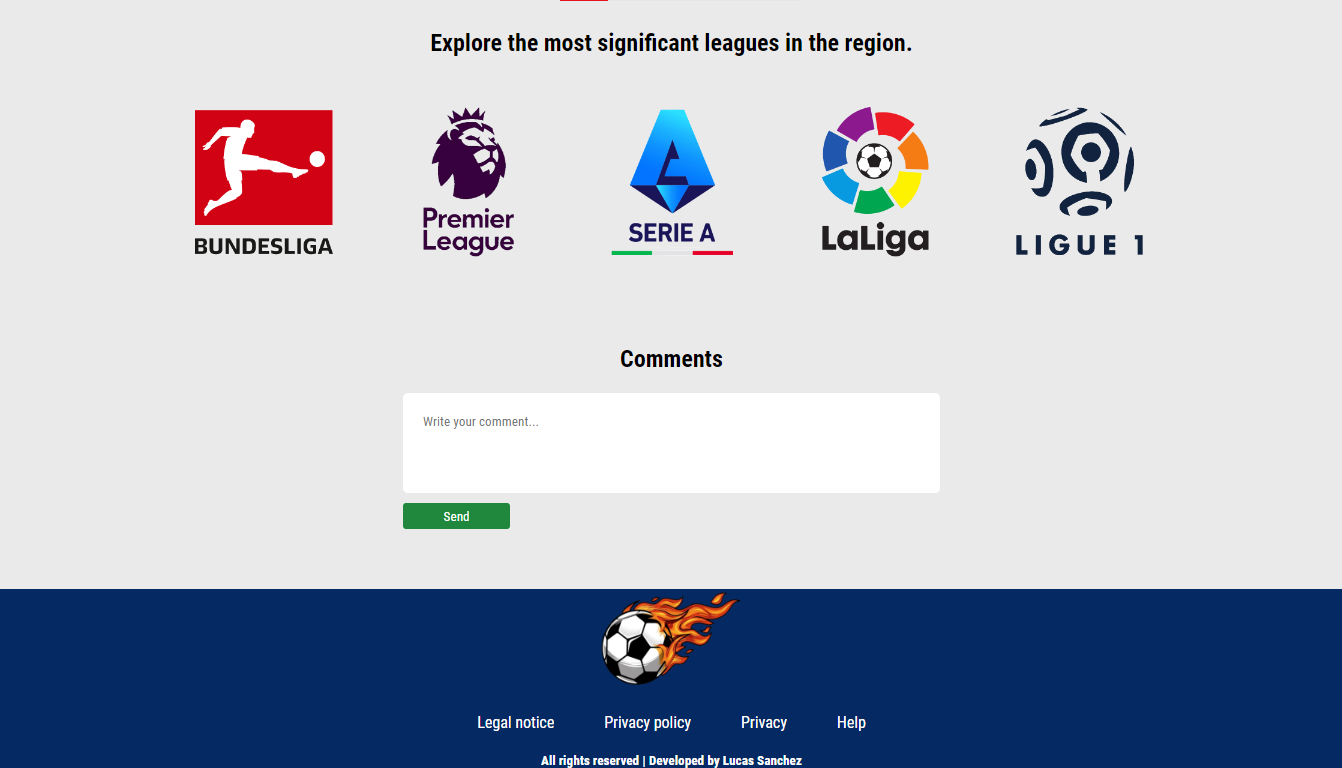 Explore the most significant leagues in the region.
BUNDESLIGA
Premier
League
SERIE A
LaLiga
LIGUE 1
Comments
Write your comment...
Send
Legal notice
Privacy policy
Privacy
Help
All rights reserved | Developed by Lucas Sanchez